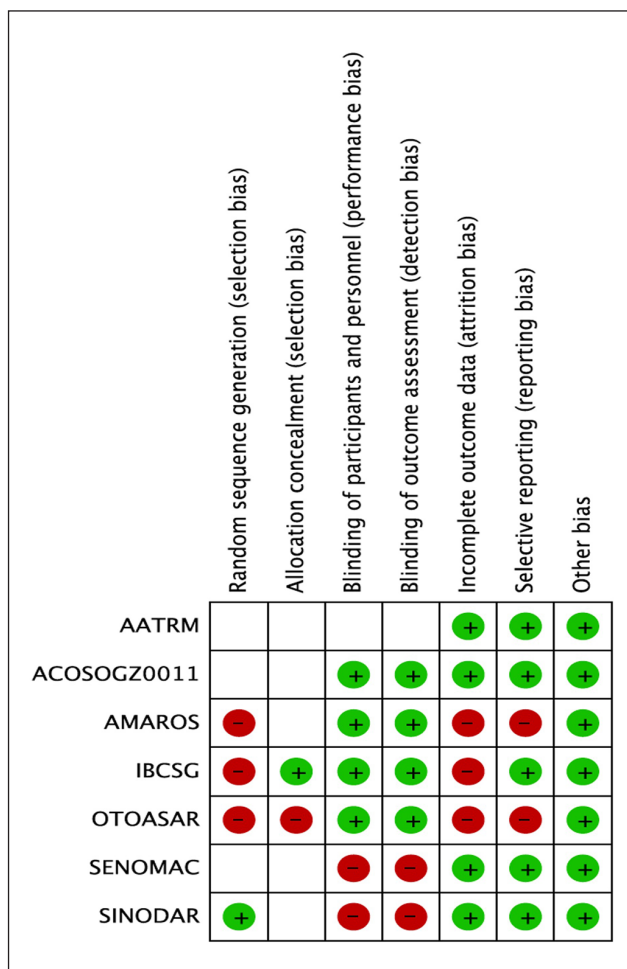 Random sequence generation (selection bias)
Allocation concealment (selection bias)
Blinding of participants and personnel (performance bias)
Blinding of outcome assessment (detection bias)
Incomplete outcome data (attrition bias)
Selective reporting (reporting bias)
Other bias
AATRM + + +
ACOSOGZ0011 + + + + +
AMAROS - + + - - +
IBCSG - + + + - + +
OTOASAR - - + + - - +
SENOMAC - - + + +
SINODAR + - - + + +